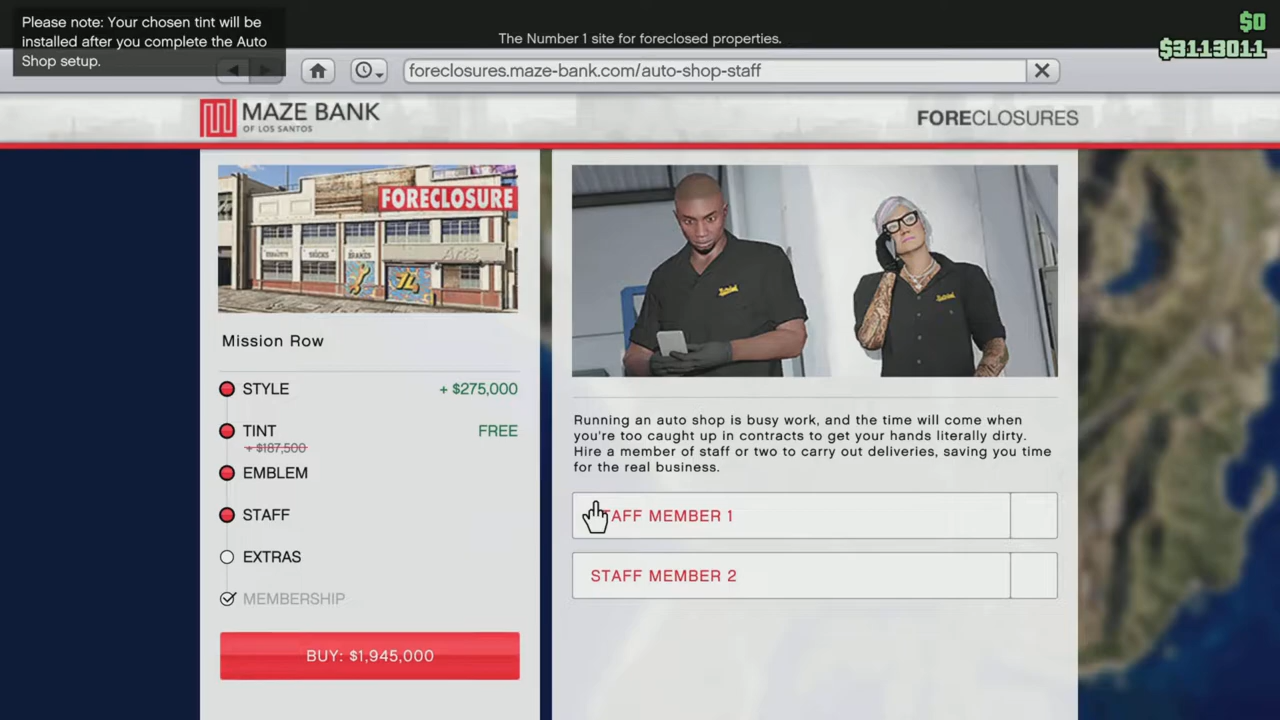 Please note: Your chosen tint will be
installed after you complete the Auto
Shop setup.
The Number 1 site for foreclosed properties.
$0
$3113011
foreclosures.maze-bank.com/auto-shop-staff
MAZE BANK
OF LOS SANTOS
FORECLOSURES
FORECLOSURE
Mission Row
STYLE + $275,000
TINT FREE
+ $187,500
EMBLEM
STAFF
EXTRAS
MEMBERSHIP
BUY: $1,945,000
Running an auto shop is busy work, and the time will come when
you're too caught up in contracts to get your hands literally dirty.
Hire a member of staff or two to carry out deliveries, saving you time
for the real business.
AFF MEMBER 1
STAFF MEMBER 2